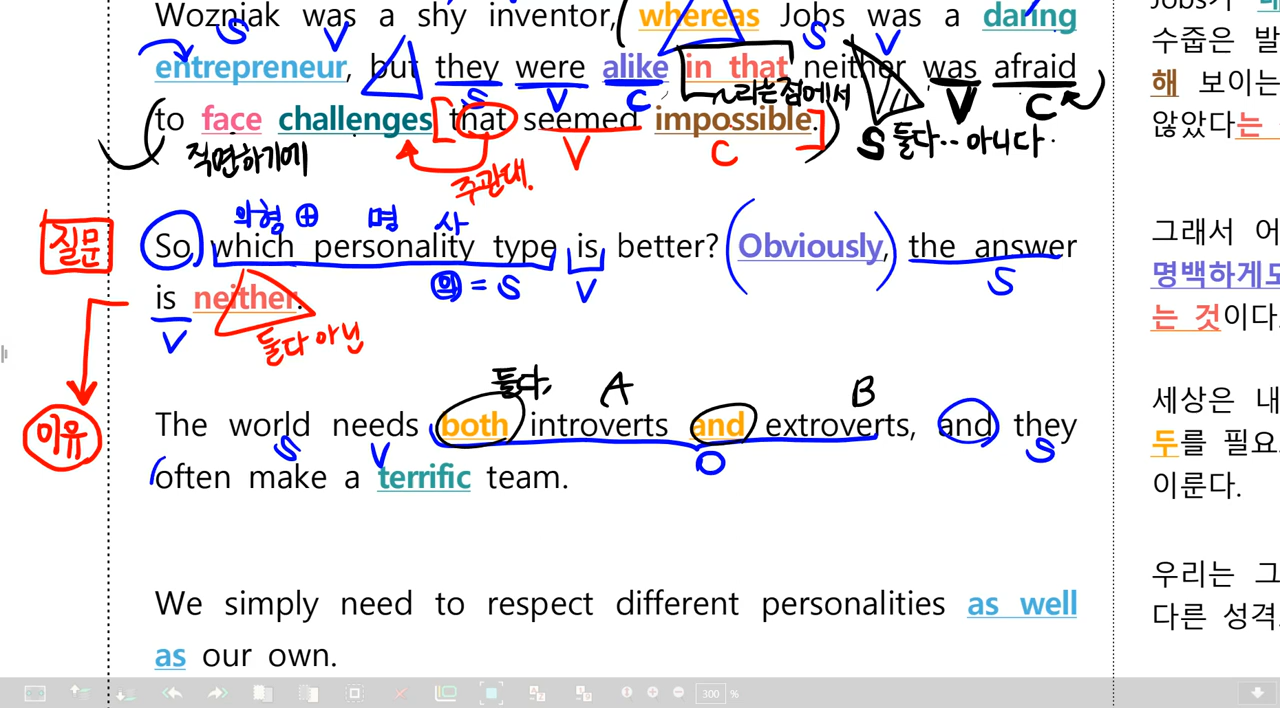 Wozniak was a shy inventor, whereas Jobs was a daring
S V S V
entrepreneur, but they were alike in that neither was afraid
S V C 라는점에서 V C
to face challenges that seemed impossible.
직면하기에 V C S 둘다·· 아니다·
주관대.
의형 + 명 사
질문 So, which personality type is better? Obviously, the answer
의 = S V S
is neither.
V 둘다 아닌
둘다, A B
이유 The world needs both introverts and extroverts, and they
S V O S
often make a terrific team.
We simply need to respect different personalities as well
as our own.
수줍은 발
해 보이는
않았다는
그래서 어
명백하게도
는 것이다.
세상은 내
두를 필요
이룬다.
우리는 그
다른 성격
300 %